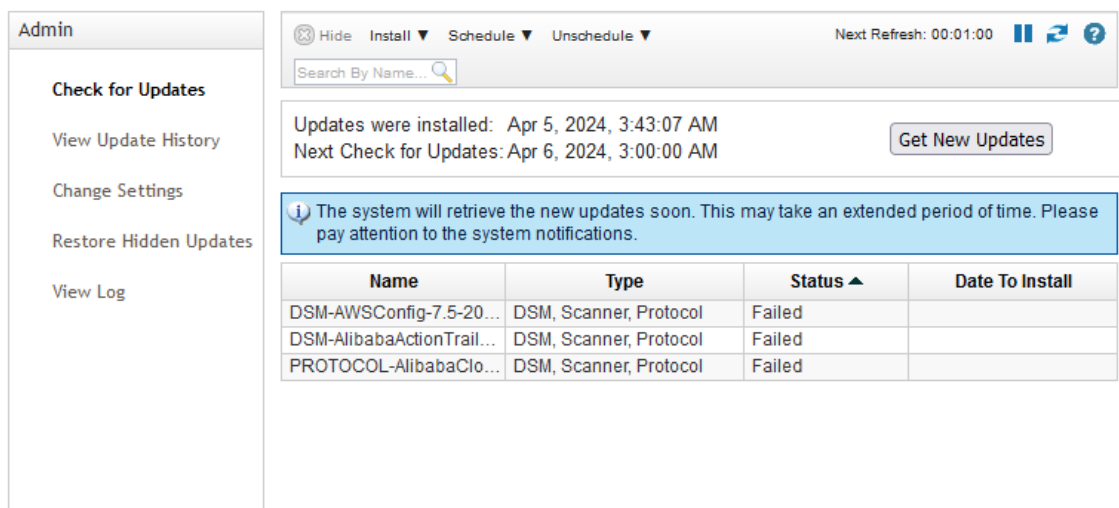 Admin
Check for Updates
View Update History
Change Settings
Restore Hidden Updates
View Log
Hide Install ▼ Schedule ▼ Unschedule ▼ Next Refresh: 00:01:00
Search By Name...
Updates were installed: Apr 5, 2024, 3:43:07 AM
Next Check for Updates: Apr 6, 2024, 3:00:00 AM
Get New Updates
The system will retrieve the new updates soon. This may take an extended period of time. Please
pay attention to the system notifications.
Name Type Status ▲ Date To Install
DSM-AWSConfig-7.5-20... DSM, Scanner, Protocol Failed
DSM-AlibabaActionTrail... DSM, Scanner, Protocol Failed
PROTOCOL-AlibabaClo... DSM, Scanner, Protocol Failed